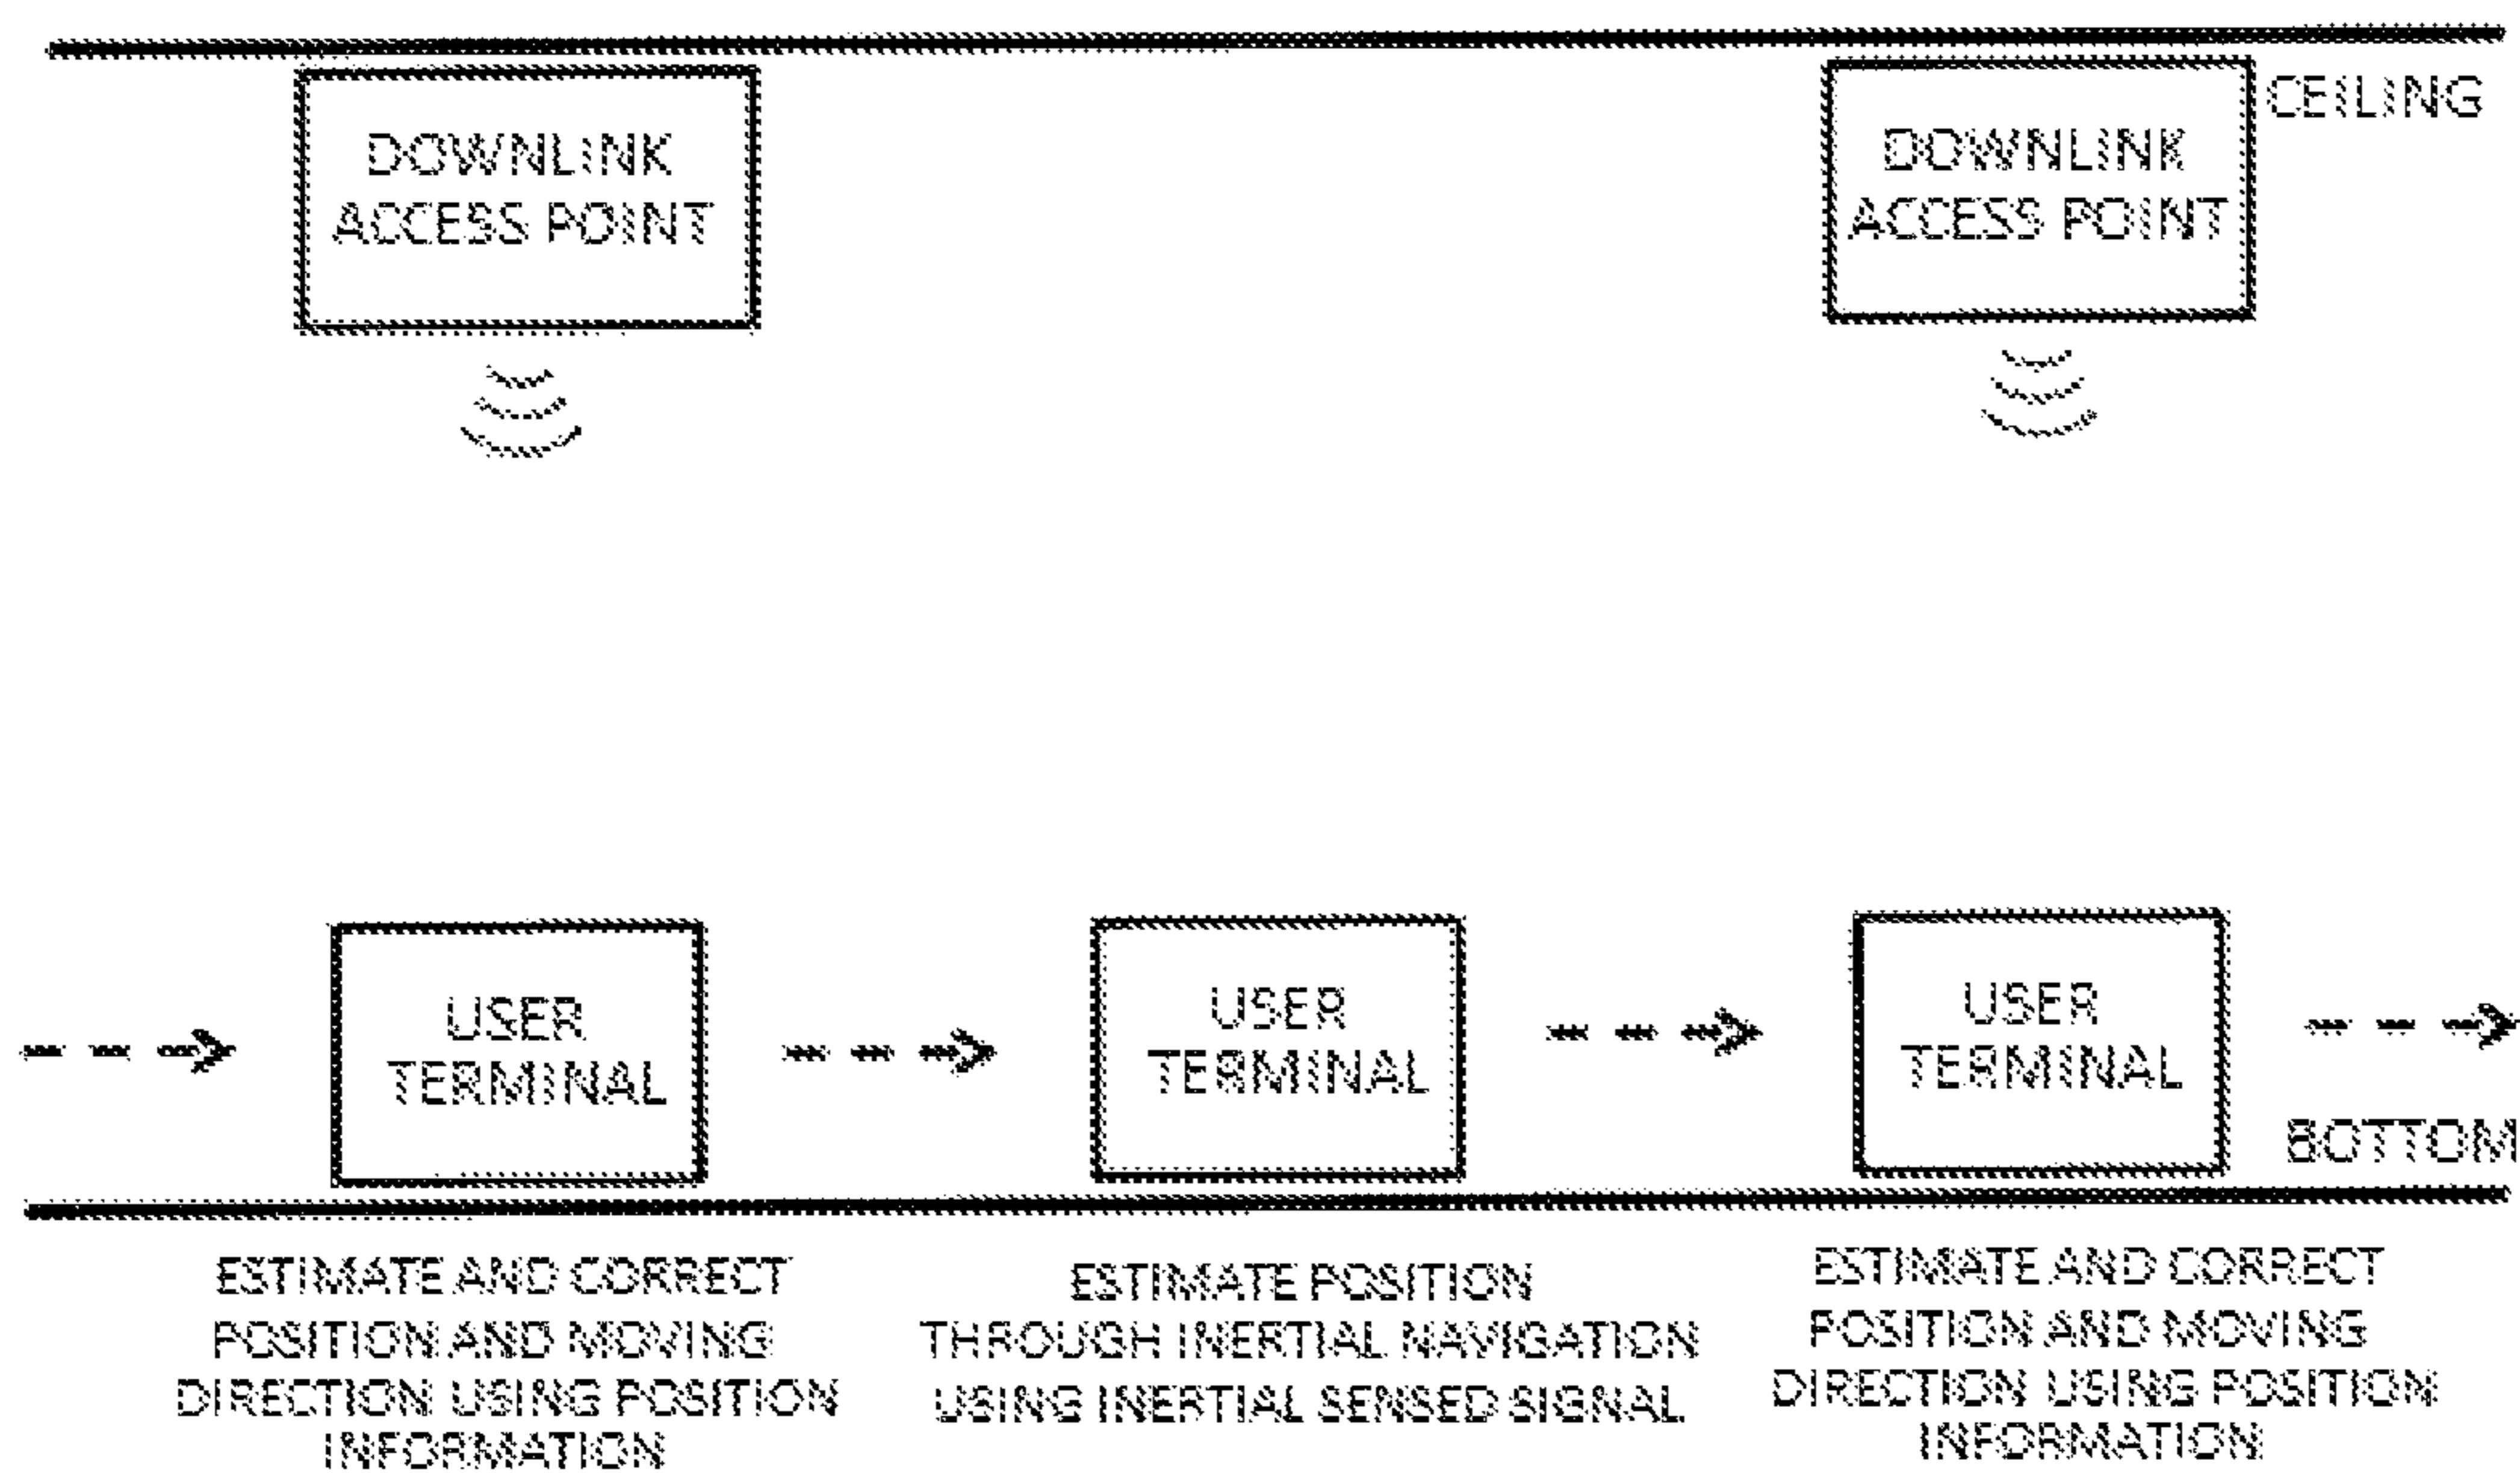 DOWNLINK
ACCESS POINT
DOWNLINK
ACCESS POINT
CEILING
USER
TERMINAL
USER
TERMINAL
USER
TERMINAL
BOTTOM
ESTIMATE AND CORRECT
POSITION AND MOVING
DIRECTION USING POSITION
INFORMATION
ESTIMATE POSITION
THROUGH INERTIAL NAVIGATION
USING INERTIAL SENSED SIGNAL
ESTIMATE AND CORRECT
POSITION AND MOVING
DIRECTION USING POSITION
INFORMATION